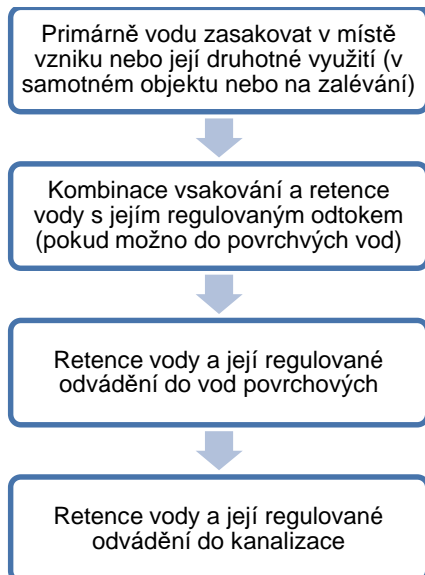 Primárně vodu zasakovat v místě
vzniku nebo její druhotné využití (v
samotném objektu nebo na zalévání)
Kombinace vsakování a retence
vody s jejím regulovaným odtokem
(pokud možno do povrchvých vod)
Retence vody a její regulované
odvádění do vod povrchových
Retence vody a její regulované
odvádění do kanalizace